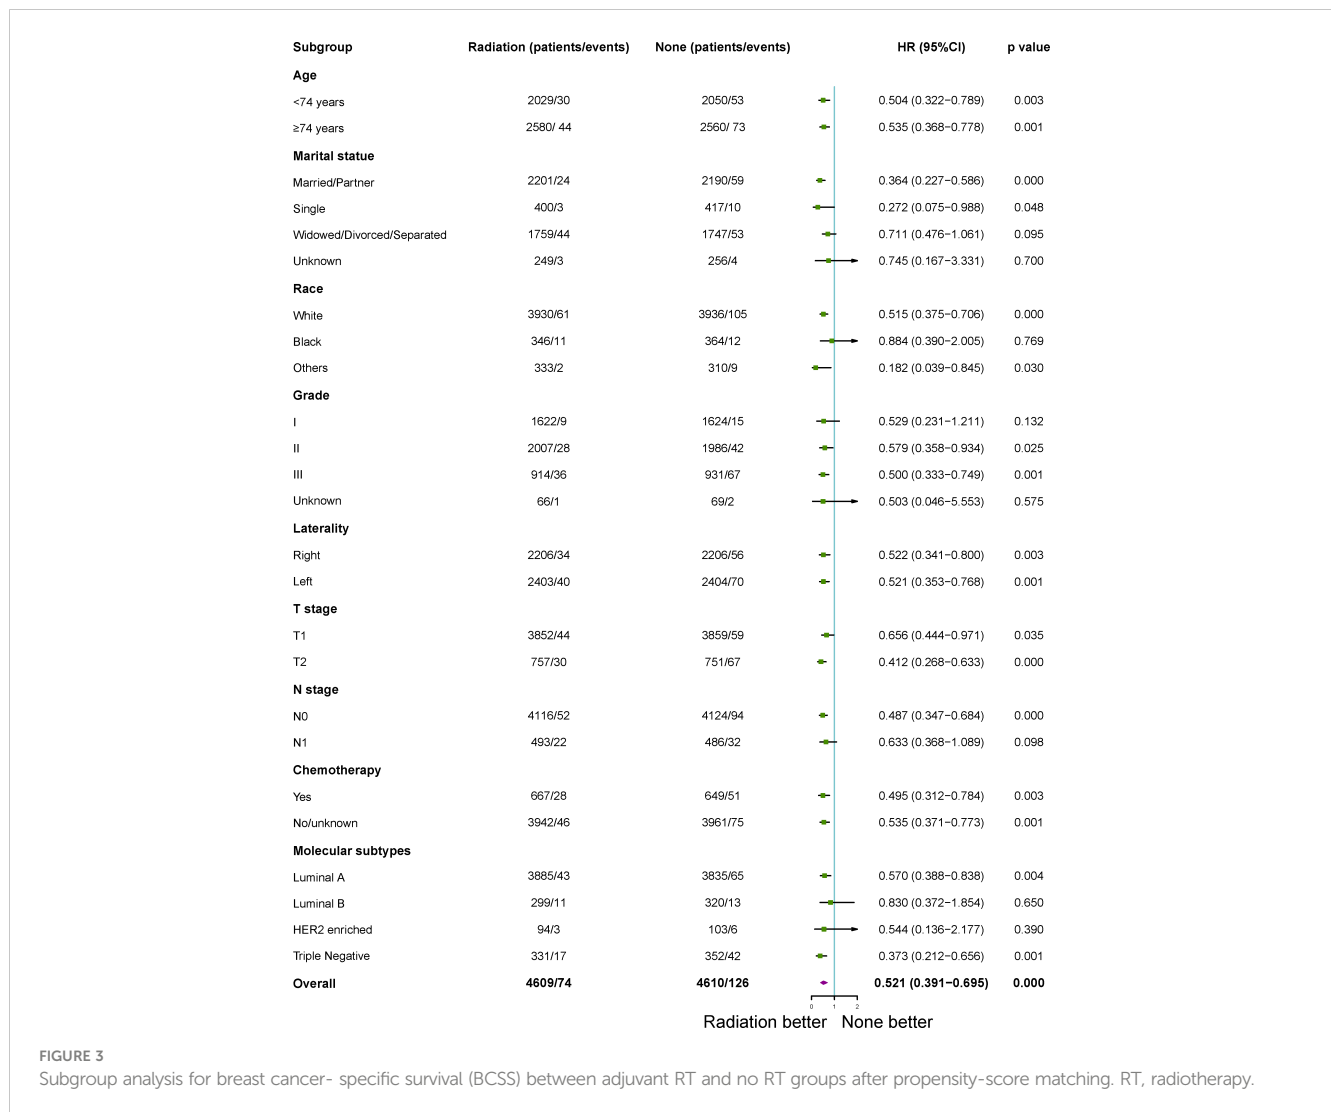 Subgroup Radiation (patients/events) None (patients/events) HR (95%CI) p value
Age
<74 years 2029/30 2050/53 0.504 (0.322−0.789) 0.003
≥74 years 2580/ 44 2560/ 73 0.535 (0.368−0.778) 0.001
Marital statue
Married/Partner 2201/24 2190/59 0.364 (0.227−0.586) 0.000
Single 400/3 417/10 0.272 (0.075−0.988) 0.048
Widowed/Divorced/Separated 1759/44 1747/53 0.711 (0.476−1.061) 0.095
Unknown 249/3 256/4 0.745 (0.167−3.331) 0.700
Race
White 3930/61 3936/105 0.515 (0.375−0.706) 0.000
Black 346/11 364/12 0.884 (0.390−2.005) 0.769
Others 333/2 310/9 0.182 (0.039−0.845) 0.030
Grade
I 1622/9 1624/15 0.529 (0.231−1.211) 0.132
II 2007/28 1986/42 0.579 (0.358−0.934) 0.025
III 914/36 931/67 0.500 (0.333−0.749) 0.001
Unknown 66/1 69/2 0.503 (0.046−5.553) 0.575
Laterality
Right 2206/34 2206/56 0.522 (0.341−0.800) 0.003
Left 2403/40 2404/70 0.521 (0.353−0.768) 0.001
T stage
T1 3852/44 3859/59 0.656 (0.444−0.971) 0.035
T2 757/30 751/67 0.412 (0.268−0.633) 0.000
N stage
N0 4116/52 4124/94 0.487 (0.347−0.684) 0.000
N1 493/22 486/32 0.633 (0.368−1.089) 0.098
Chemotherapy
Yes 667/28 649/51 0.495 (0.312−0.784) 0.003
No/unknown 3942/46 3961/75 0.535 (0.371−0.773) 0.001
Molecular subtypes
Luminal A 3885/43 3835/65 0.570 (0.388−0.838) 0.004
Luminal B 299/11 320/13 0.830 (0.372−1.854) 0.650
HER2 enriched 94/3 103/6 0.544 (0.136−2.177) 0.390
Triple Negative 331/17 352/42 0.373 (0.212−0.656) 0.001
Overall 4609/74 4610/126 0.521 (0.391−0.695) 0.000
0 1 2
Radiation better None better
FIGURE 3
Subgroup analysis for breast cancer- specific survival (BCSS) between adjuvant RT and no RT groups after propensity-score matching. RT, radiotherapy.